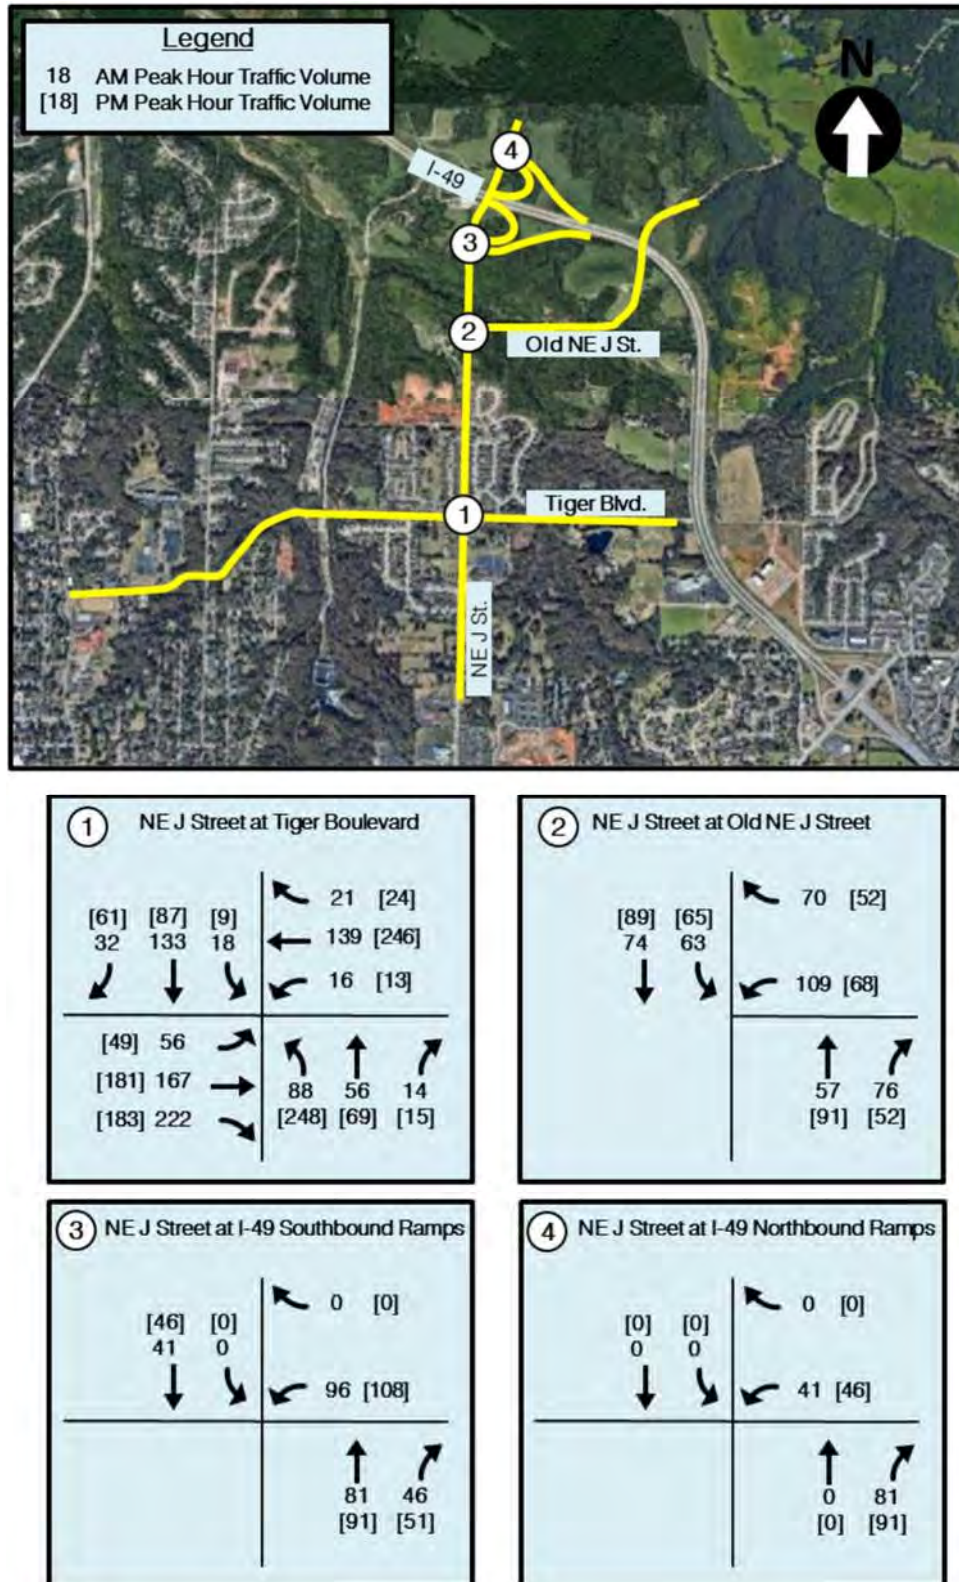 Legend
18 AM Peak Hour Traffic Volume
[18] PM Peak Hour Traffic Volume
N
4
I-49
3
2
Old NE J St.
Tiger Blvd.
1
NE J St.
1 NE J Street at Tiger Boulevard
21 [24]
[61] [87] [9]
32 133 18
139 [246]
16 [13]
[49] 56
[181] 167
88 56 14
[183] 222
[248] [69] [15]
2 NE J Street at Old NE J Street
70 [52]
[89] [65]
74 63
109 [68]
57 76
[91] [52]
3 NE J Street at I-49 Southbound Ramps
0 [0]
[46] [0]
41 0
96 [108]
81 46
[91] [51]
4 NE J Street at I-49 Northbound Ramps
0 [0]
[0] [0]
0 0
41 [46]
0 81
[0] [91]